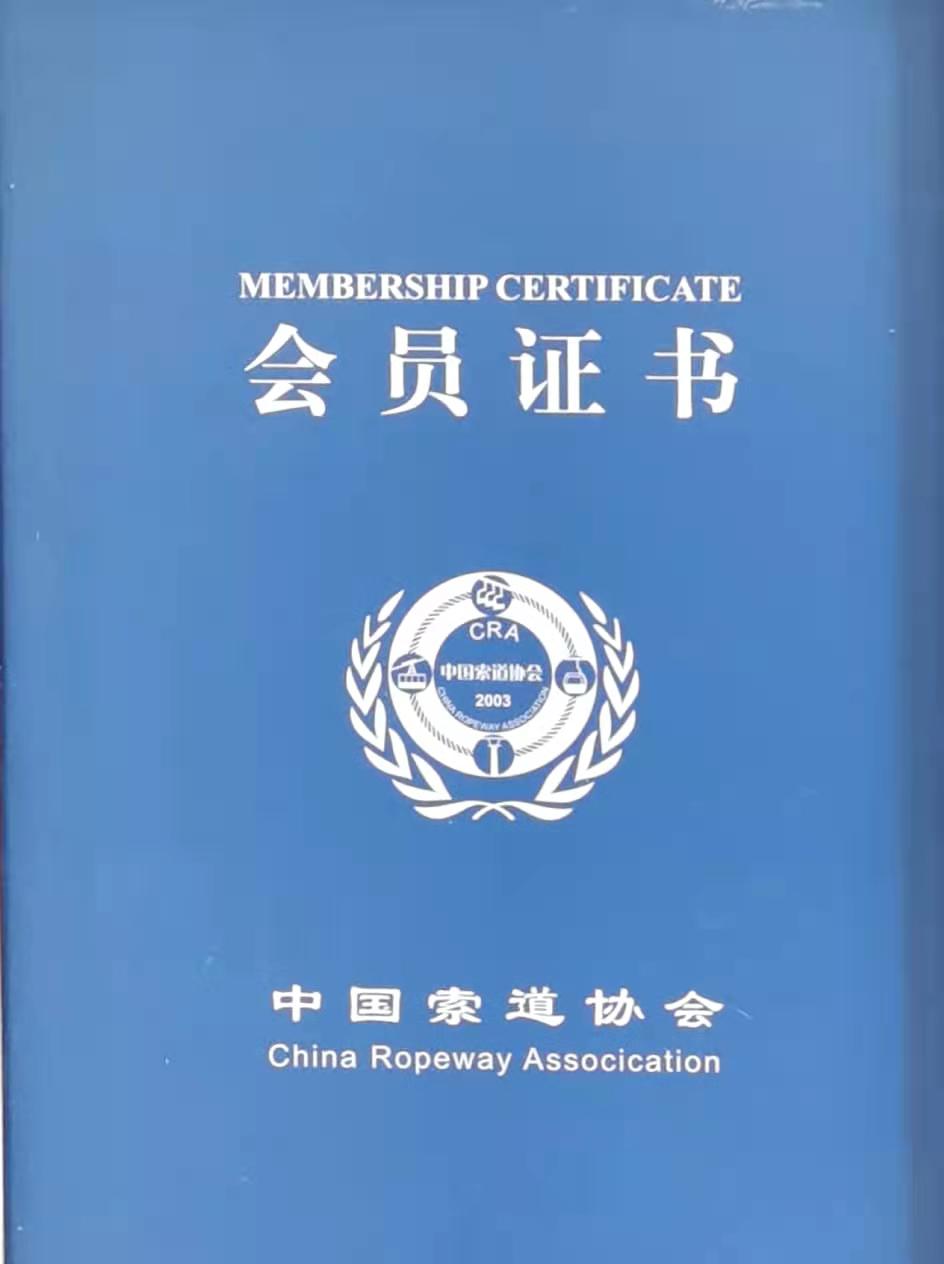 MEMBERSHIP CERTIFICATE
会员证书
CRA
中国索道协会
2003
CHINA ROPEWAY ASSOCIATION
中国索道协会
China Ropeway Assocication